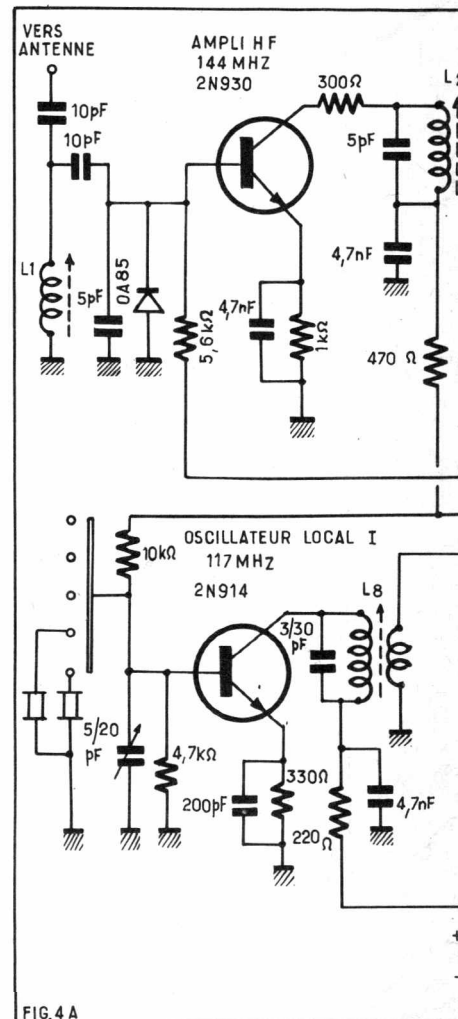 VERS
ANTENNE
AMPLI HF
144 MHZ
2N930
300Ω
10pF
10pF
5pF
L1
5pF
OA85
4,7nF
4,7nF
5,6kΩ
1kΩ
470 Ω
OSCILLATEUR LOCAL I
117 MHZ
2N914
10kΩ
L8
3/30
pF
5/20
pF
4,7kΩ
330Ω
200pF
220Ω
4,7nF
+
-
FIG. 4 A